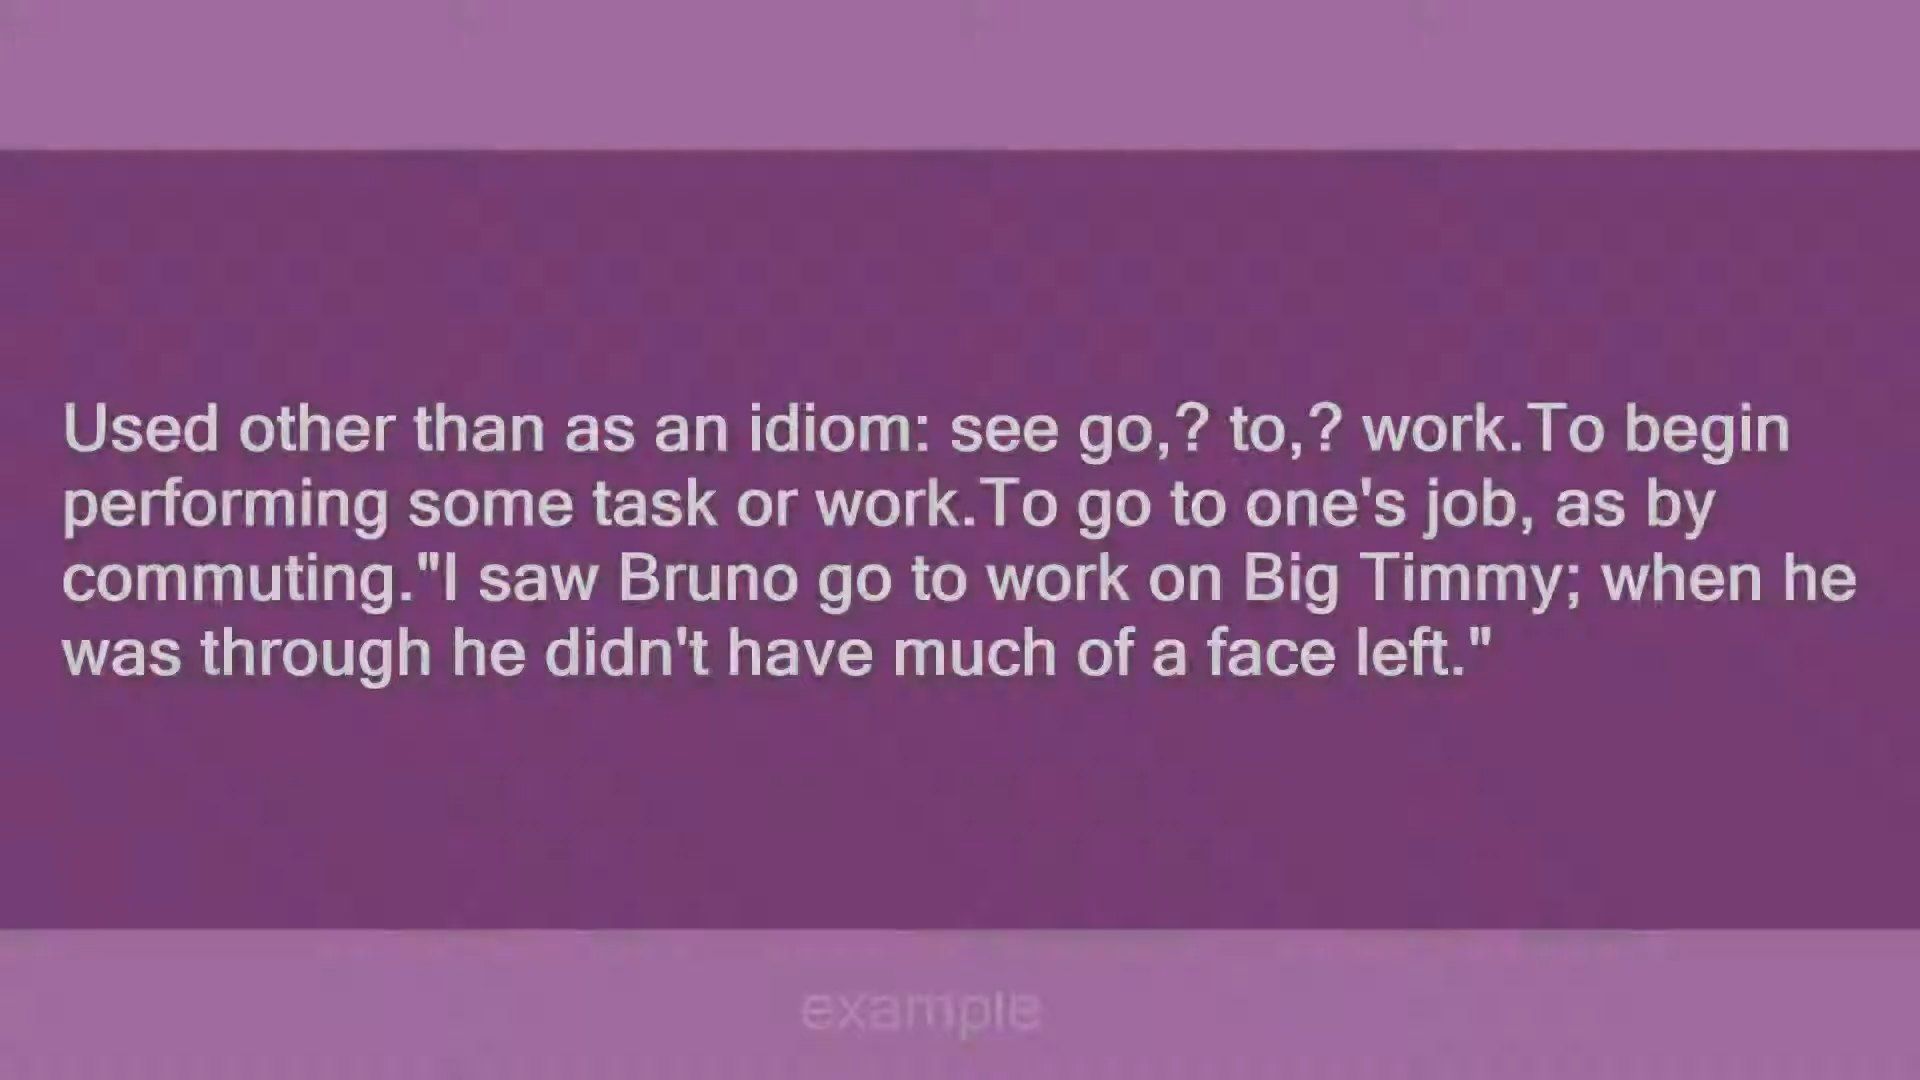 Used other than as an idiom: see go,? to,? work.To begin
performing some task or work.To go to one's job, as by
commuting."I saw Bruno go to work on Big Timmy; when he
was through he didn't have much of a face left."
example